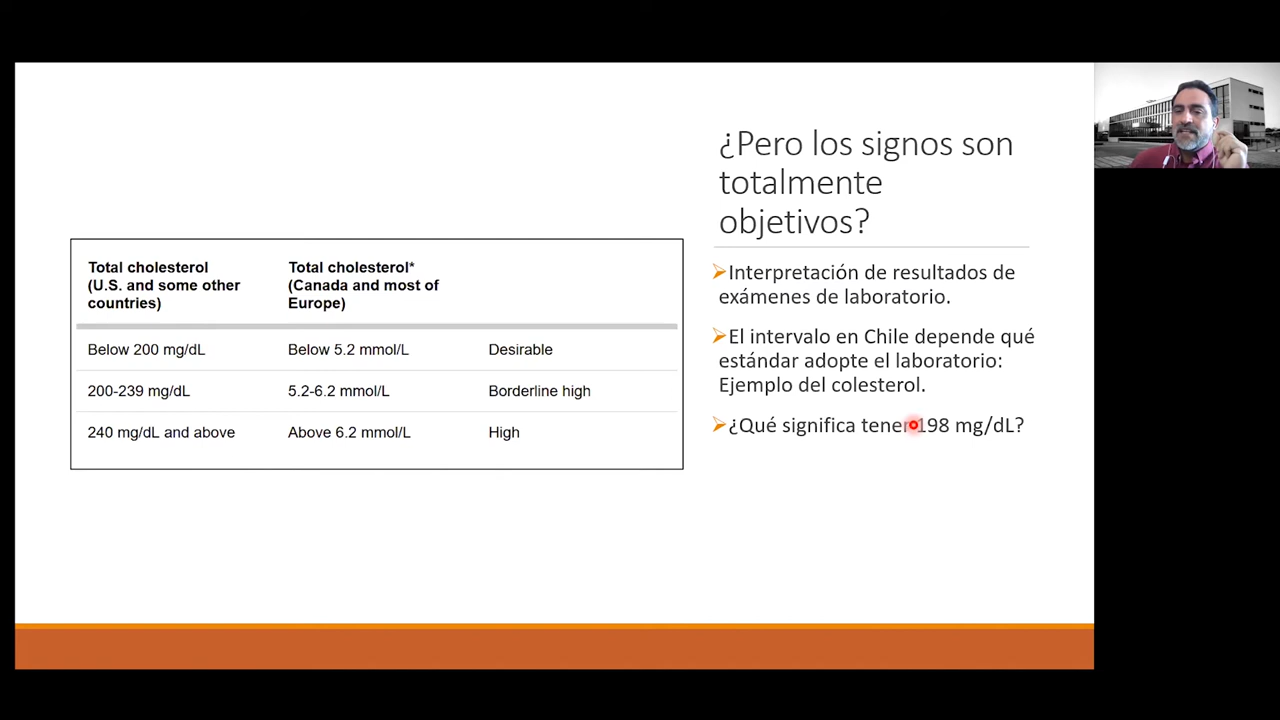 ¿Pero los signos son
totalmente
objetivos?
Total cholesterol
(U.S. and some other
countries)
Total cholesterol*
(Canada and most of
Europe)
Below 200 mg/dL
Below 5.2 mmol/L
Desirable
200-239 mg/dL
5.2-6.2 mmol/L
Borderline high
240 mg/dL and above
Above 6.2 mmol/L
High
Interpretación de resultados de
exámenes de laboratorio.
El intervalo en Chile depende qué
estándar adopte el laboratorio:
Ejemplo del colesterol.
¿Qué significa tener 198 mg/dL?